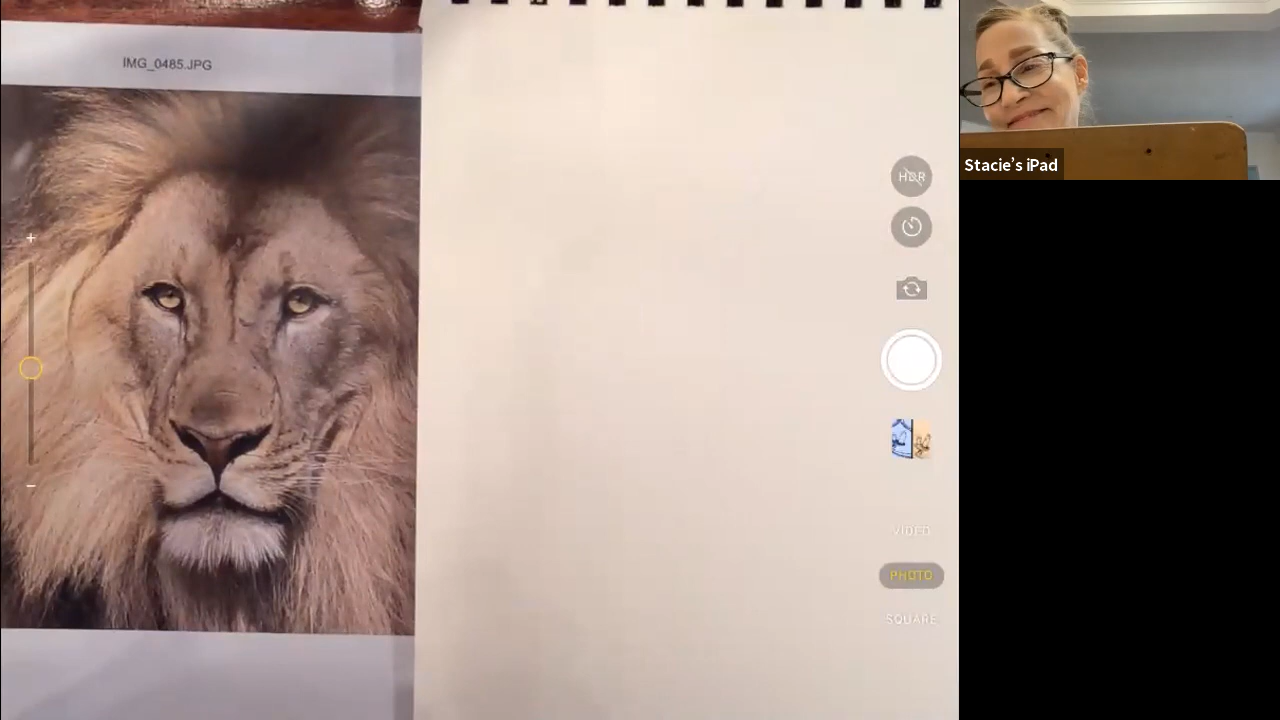 IMG_0485.JPG
HDR
+
Stacie’s iPad
−
VIDEO
PHOTO
SQUARE